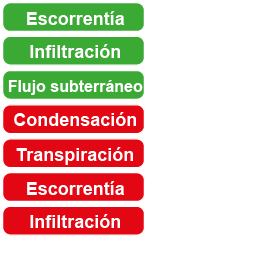 Escorrentía
Infiltración
Flujo subterráneo
Condensación
Transpiración
Escorrentía
Infiltración